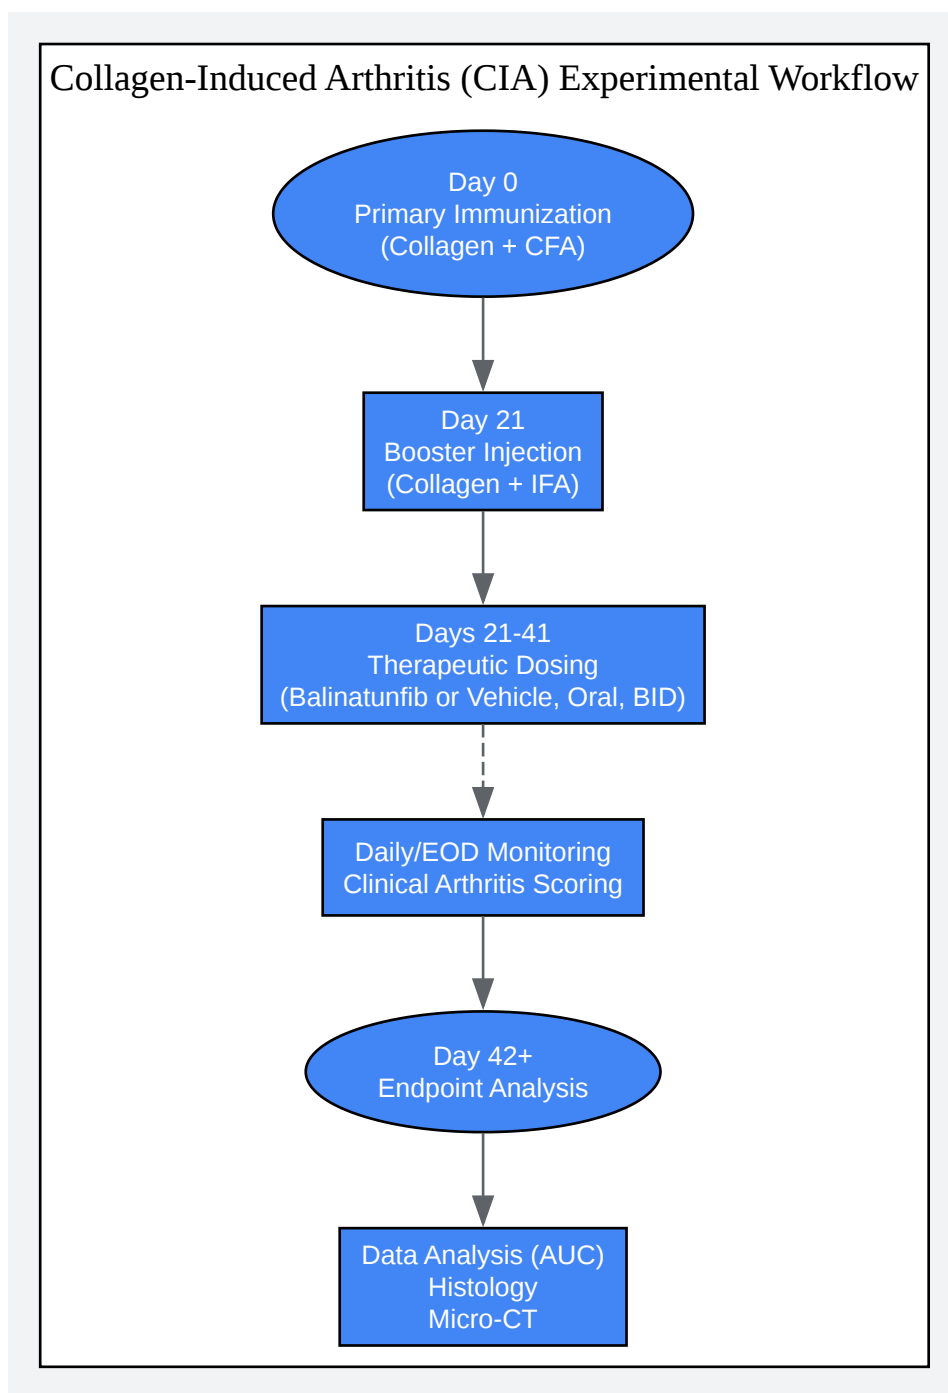 Collagen-Induced Arthritis (CIA) Experimental Workflow
Day 0
Primary Immunization
(Collagen + CFA)
Day 21
Booster Injection
(Collagen + IFA)
Days 21-41
Therapeutic Dosing
(Balinatunfib or Vehicle, Oral, BID)
Daily/EOD Monitoring
Clinical Arthritis Scoring
Day 42+
Endpoint Analysis
Data Analysis (AUC)
Histology
Micro-CT